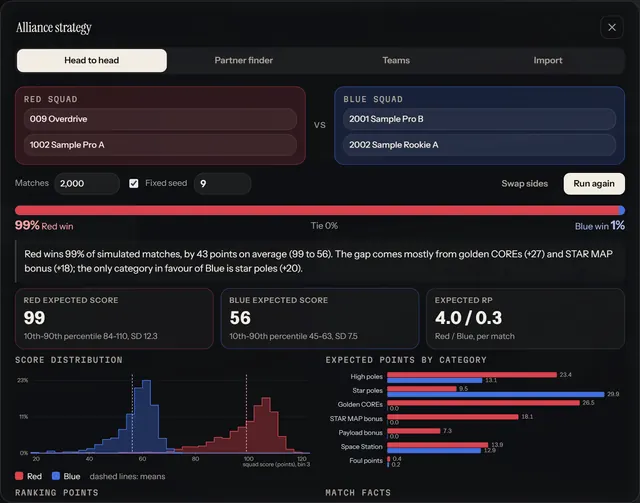 Alliance strategy
Head to head
Partner finder
Teams
Import
RED SQUAD
009 Overdrive
1002 Sample Pro A
VS
BLUE SQUAD
2001 Sample Pro B
2002 Sample Rookie A
Matches 2,000 Fixed seed 9
Swap sides
Run again
99% Red win
Tie 0%
Blue win 1%
Red wins 99% of simulated matches, by 43 points on average (99 to 56). The gap comes mostly from golden COREs (+27) and STAR MAP
bonus (+18); the only category in favour of Blue is star poles (+20).
RED EXPECTED SCORE
99
10th-90th percentile 84-110, SD 12.3
BLUE EXPECTED SCORE
56
10th-90th percentile 45-63, SD 7.5
EXPECTED RP
4.0 / 0.3
Red / Blue, per match
SCORE DISTRIBUTION
23%
11%
0%
20 40 60 80 100 120
squad score (points), bin 3
Red Blue dashed lines: means
EXPECTED POINTS BY CATEGORY
High poles 23.4
13.1
Star poles 9.5
29.9
Golden COREs 26.5
0.0
STAR MAP bonus 18.1
0.0
Payload bonus 7.3
0.0
Space Station 13.9
12.9
Foul points 0.4
0.2
RANKING POINTS
MATCH FACTS